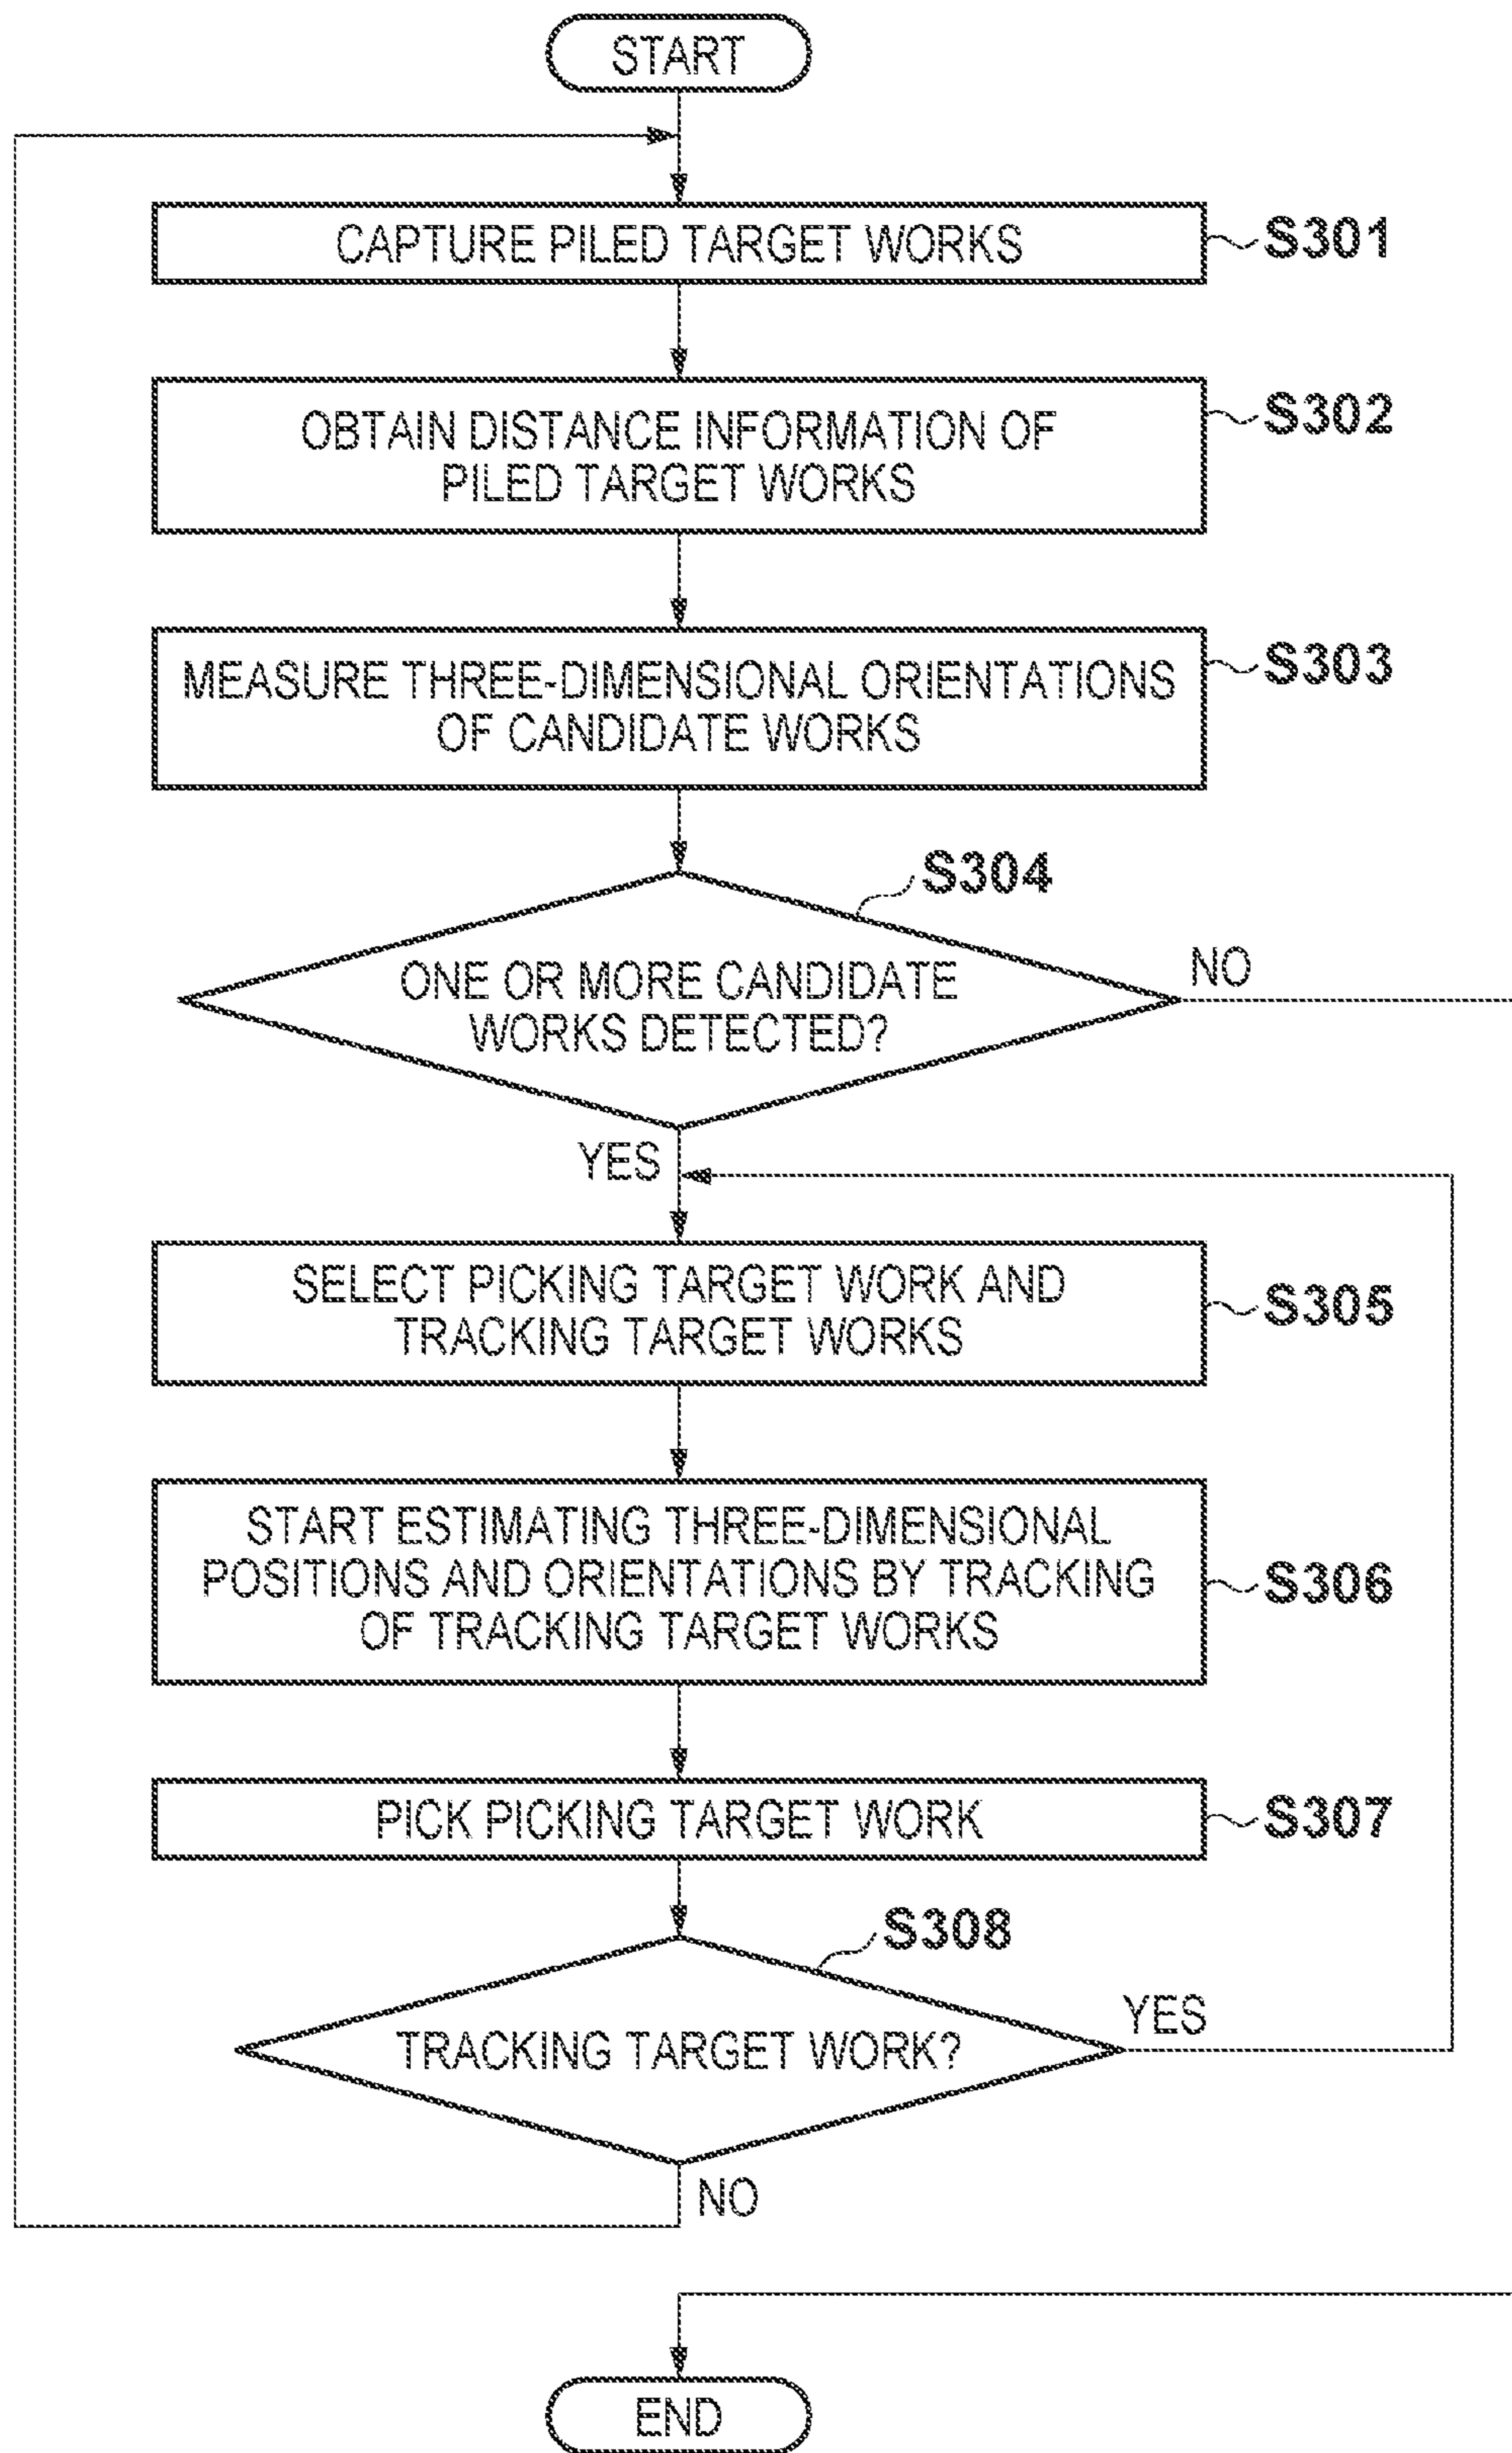 START
CAPTURE PILED TARGET WORKS
S301
OBTAIN DISTANCE INFORMATION OF
PILED TARGET WORKS
S302
MEASURE THREE-DIMENSIONAL ORIENTATIONS
OF CANDIDATE WORKS
S303
S304
ONE OR MORE CANDIDATE
WORKS DETECTED?
NO
YES
SELECT PICKING TARGET WORK AND
TRACKING TARGET WORKS
S305
START ESTIMATING THREE-DIMENSIONAL
POSITIONS AND ORIENTATIONS BY TRACKING
OF TRACKING TARGET WORKS
S306
PICK PICKING TARGET WORK
S307
S308
TRACKING TARGET WORK?
YES
NO
END